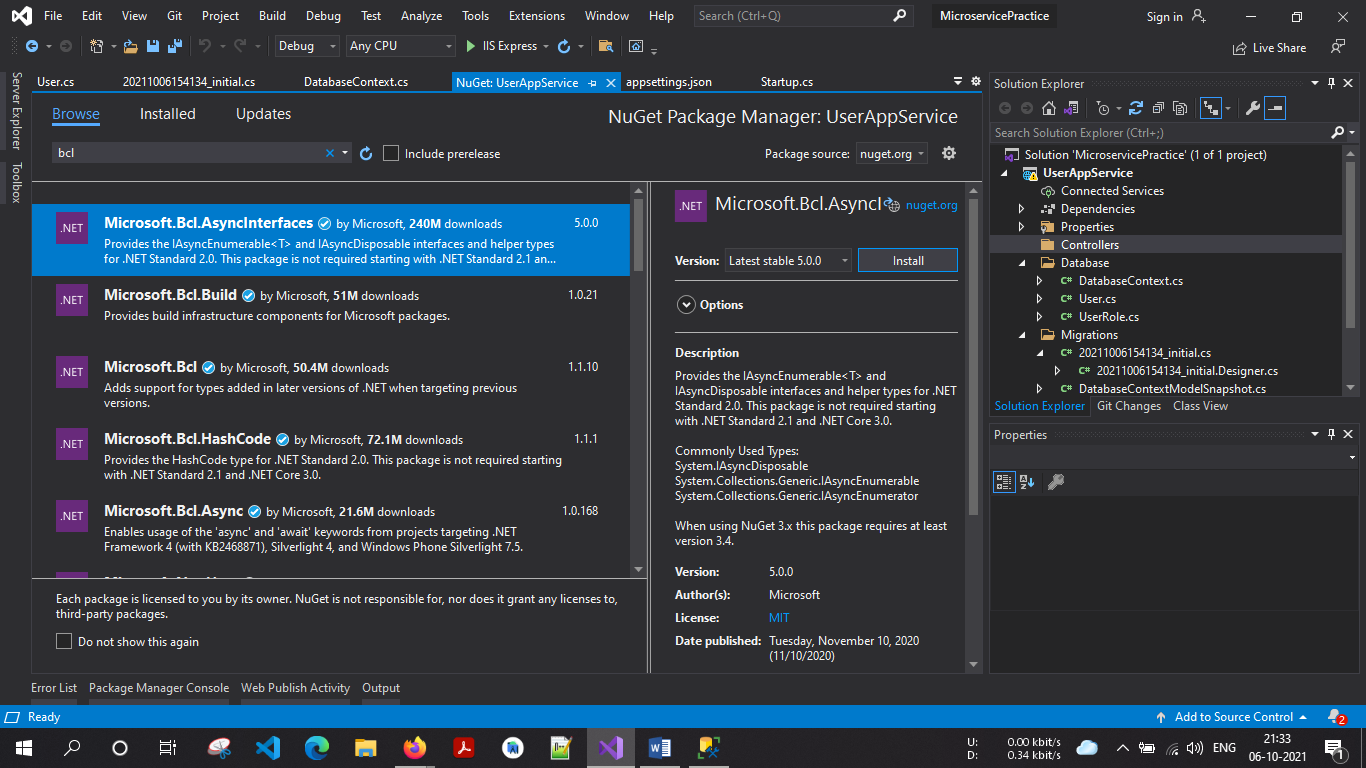 File Edit View Git Project Build Debug Test Analyze Tools Extensions Window Help Search (Ctrl+Q) MicroservicePractice Sign in
Debug Any CPU IIS Express Live Share
Server Explorer
Toolbox
User.cs 20211006154134_initial.cs DatabaseContext.cs NuGet: UserAppService appsettings.json Startup.cs
Browse Installed Updates
NuGet Package Manager: UserAppService
bcl
Include prerelease
Package source: nuget.org
.NET
Microsoft.Bcl.AsyncInterfaces by Microsoft, 240M downloads 5.0.0
Provides the IAsyncEnumerable<T> and IAsyncDisposable interfaces and helper types
for .NET Standard 2.0. This package is not required starting with .NET Standard 2.1 an...
.NET
Microsoft.Bcl.Build by Microsoft, 51M downloads 1.0.21
Provides build infrastructure components for Microsoft packages.
.NET
Microsoft.Bcl by Microsoft, 50.4M downloads 1.1.10
Adds support for types added in later versions of .NET when targeting previous
versions.
.NET
Microsoft.Bcl.HashCode by Microsoft, 72.1M downloads 1.1.1
Provides the HashCode type for .NET Standard 2.0. This package is not required starting
with .NET Standard 2.1 and .NET Core 3.0.
.NET
Microsoft.Bcl.Async by Microsoft, 21.6M downloads 1.0.168
Enables usage of the 'async' and 'await' keywords from projects targeting .NET
Framework 4 (with KB2468871), Silverlight 4, and Windows Phone Silverlight 7.5.
Each package is licensed to you by its owner. NuGet is not responsible for, nor does it grant any licenses to,
third-party packages.
Do not show this again
.NET
Microsoft.Bcl.AsyncI nuget.org
Version: Latest stable 5.0.0 Install
Options
Description
Provides the IAsyncEnumerable<T> and
IAsyncDisposable interfaces and helper types for .NET
Standard 2.0. This package is not required starting
with .NET Standard 2.1 and .NET Core 3.0.
Commonly Used Types:
System.IAsyncDisposable
System.Collections.Generic.IAsyncEnumerable
System.Collections.Generic.IAsyncEnumerator
When using NuGet 3.x this package requires at least
version 3.4.
Version: 5.0.0
Author(s): Microsoft
License: MIT
Date published: Tuesday, November 10, 2020
(11/10/2020)
Solution Explorer
Search Solution Explorer (Ctrl+;)
Solution 'MicroservicePractice' (1 of 1 project)
UserAppService
Connected Services
Dependencies
Properties
Controllers
Database
C# DatabaseContext.cs
C# User.cs
C# UserRole.cs
Migrations
C# 20211006154134_initial.cs
C# 20211006154134_initial.Designer.cs
C# DatabaseContextModelSnapshot.cs
Solution Explorer Git Changes Class View
Properties
Error List Package Manager Console Web Publish Activity Output
Ready Add to Source Control 2
U: 0.00 kbit/s
D: 0.34 kbit/s
ENG
21:33
06-10-2021
1